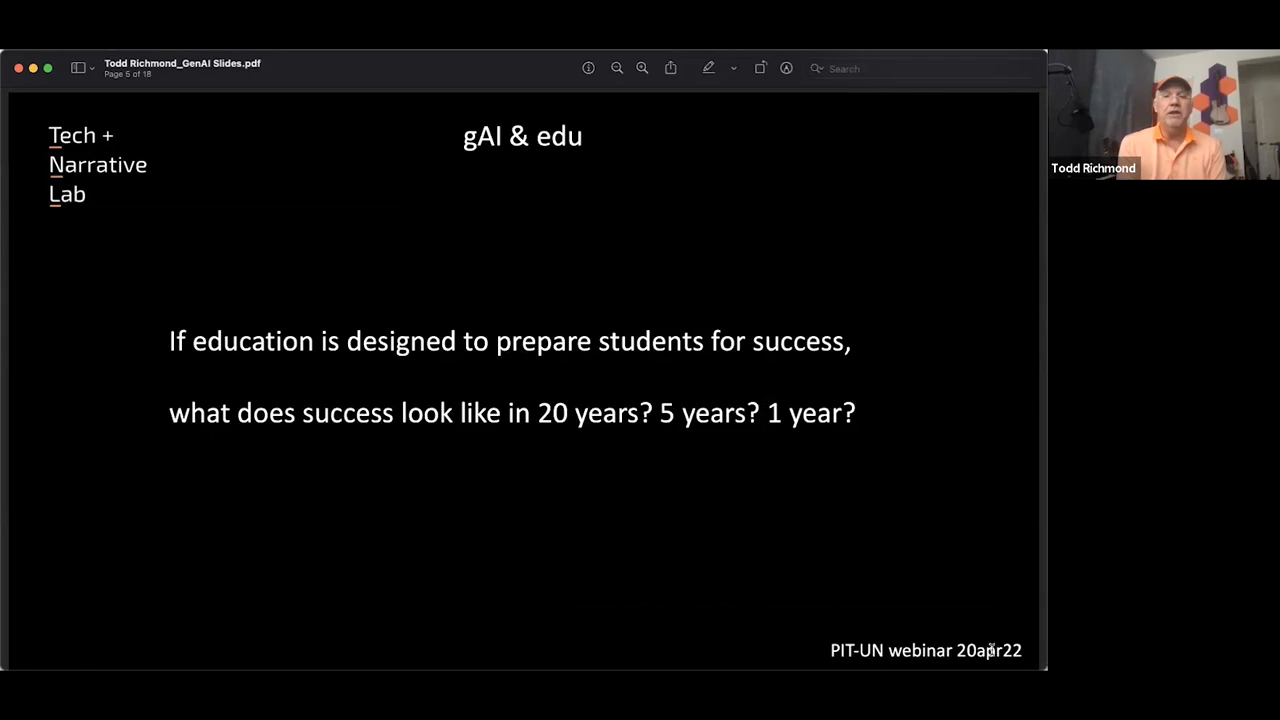 Todd Richmond_GenAI Slides.pdf
Page 5 of 18
Search
Tech +
Narrative
Lab
gAI & edu
If education is designed to prepare students for success,
what does success look like in 20 years? 5 years? 1 year?
PIT-UN webinar 20apr22
Todd Richmond